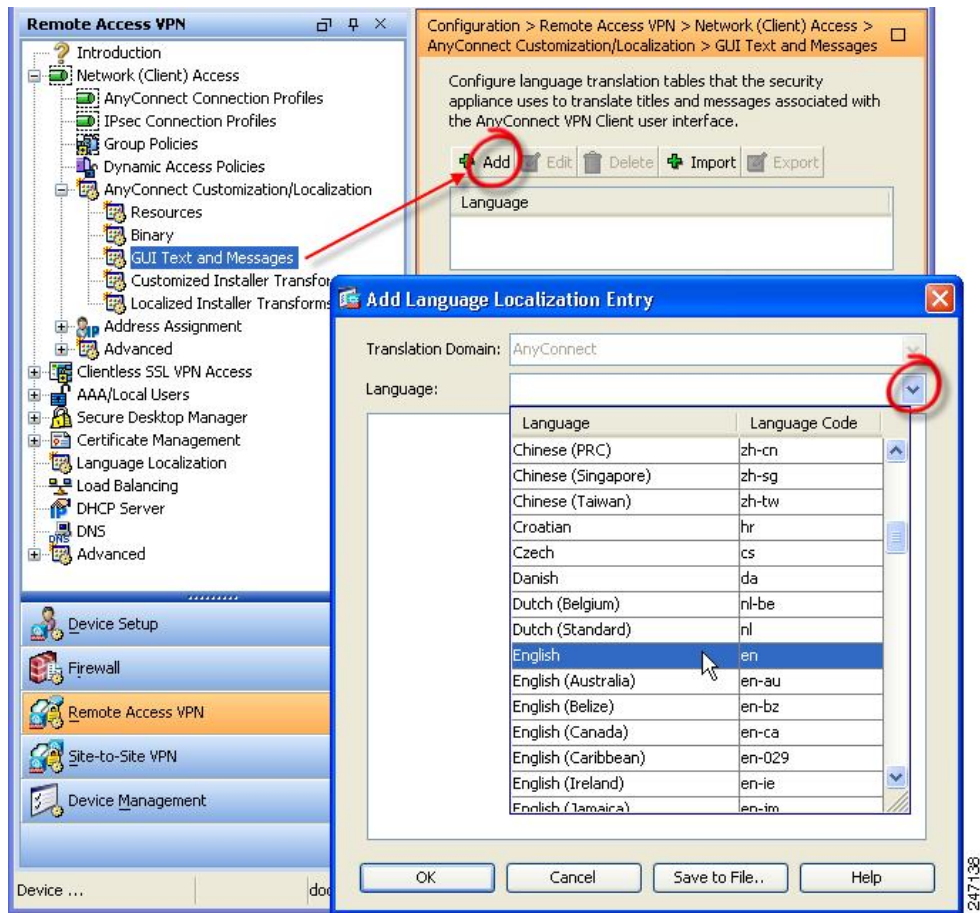 Remote Access VPN
Introduction
Network (Client) Access
AnyConnect Connection Profiles
IPsec Connection Profiles
Group Policies
Dynamic Access Policies
AnyConnect Customization/Localization
Resources
Binary
GUI Text and Messages
Customized Installer Transfor
Localized Installer Transforms
Address Assignment
Advanced
Clientless SSL VPN Access
AAA/Local Users
Secure Desktop Manager
Certificate Management
Language Localization
Load Balancing
DHCP Server
DNS DNS
Advanced
Device Setup
Firewall
Remote Access VPN
Site-to-Site VPN
Device Management
Device ...
doc
Configuration > Remote Access VPN > Network (Client) Access >
AnyConnect Customization/Localization > GUI Text and Messages
Configure language translation tables that the security
appliance uses to translate titles and messages associated with
the AnyConnect VPN Client user interface.
Add Edit Delete Import Export
Language
Add Language Localization Entry
Translation Domain: AnyConnect
Language:
Language Language Code
Chinese (PRC) zh-cn
Chinese (Singapore) zh-sg
Chinese (Taiwan) zh-tw
Croatian hr
Czech cs
Danish da
Dutch (Belgium) nl-be
Dutch (Standard) nl
English en
English (Australia) en-au
English (Belize) en-bz
English (Canada) en-ca
English (Caribbean) en-029
English (Ireland) en-ie
English (Jamaica) en-jm
OK Cancel Save to File.. Help
247138